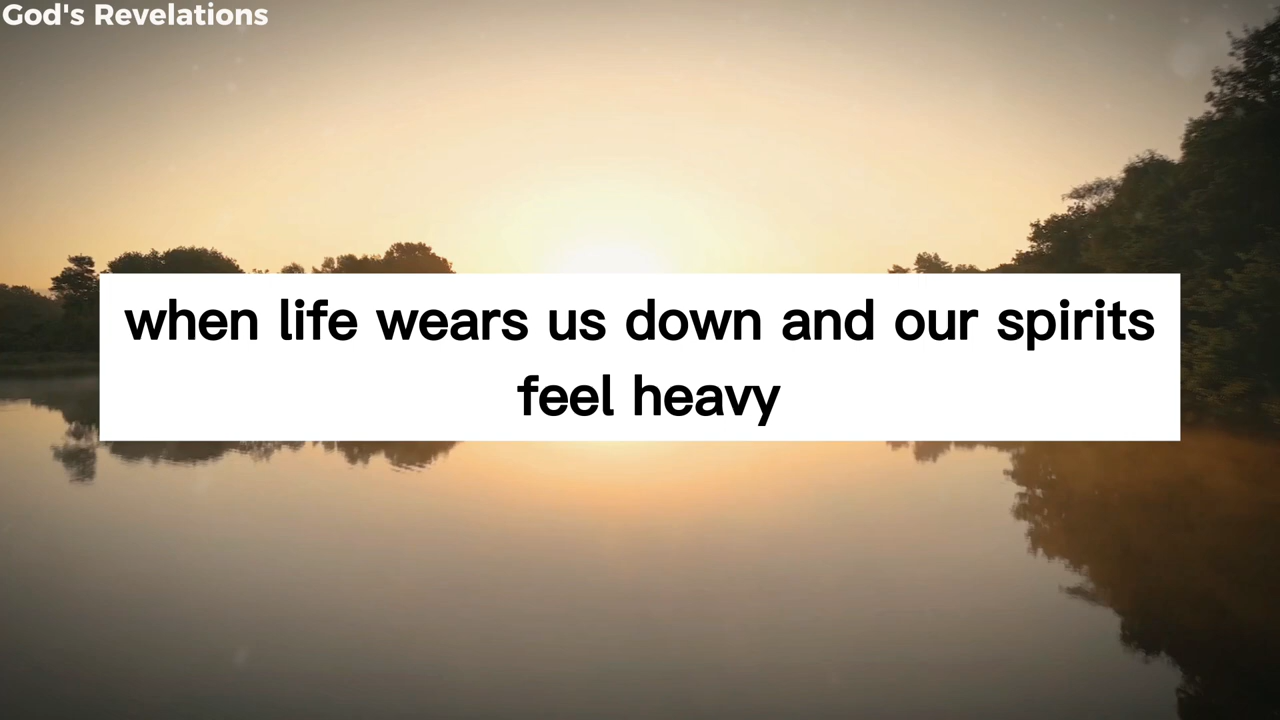 God's Revelations
when life wears us down and our spirits
feel heavy